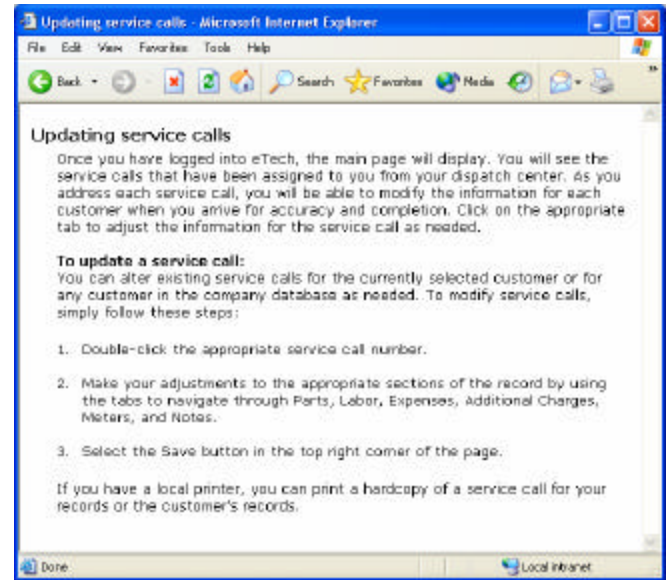 Updating service calls - Microsoft Internet Explorer
File Edit View Favorites Tools Help
Back Search Favorites Media
Updating service calls
Once you have logged into eTech, the main page will display. You will see the
service calls that have been assigned to you from your dispatch center. As you
address each service call, you will be able to modify the information for each
customer when you arrive for accuracy and completion. Click on the appropriate
tab to adjust the information for the service call as needed.
To update a service call:
You can alter existing service calls for the currently selected customer or for
any customer in the company database as needed. To modify service calls,
simply follow these steps:
1. Double-click the appropriate service call number.
2. Make your adjustments to the appropriate sections of the record by using
the tabs to navigate through Parts, Labor, Expenses, Additional Charges,
Meters, and Notes.
3. Select the Save button in the top right corner of the page.
If you have a local printer, you can print a hardcopy of a service call for your
records or the customer's records.
Done Local intranet